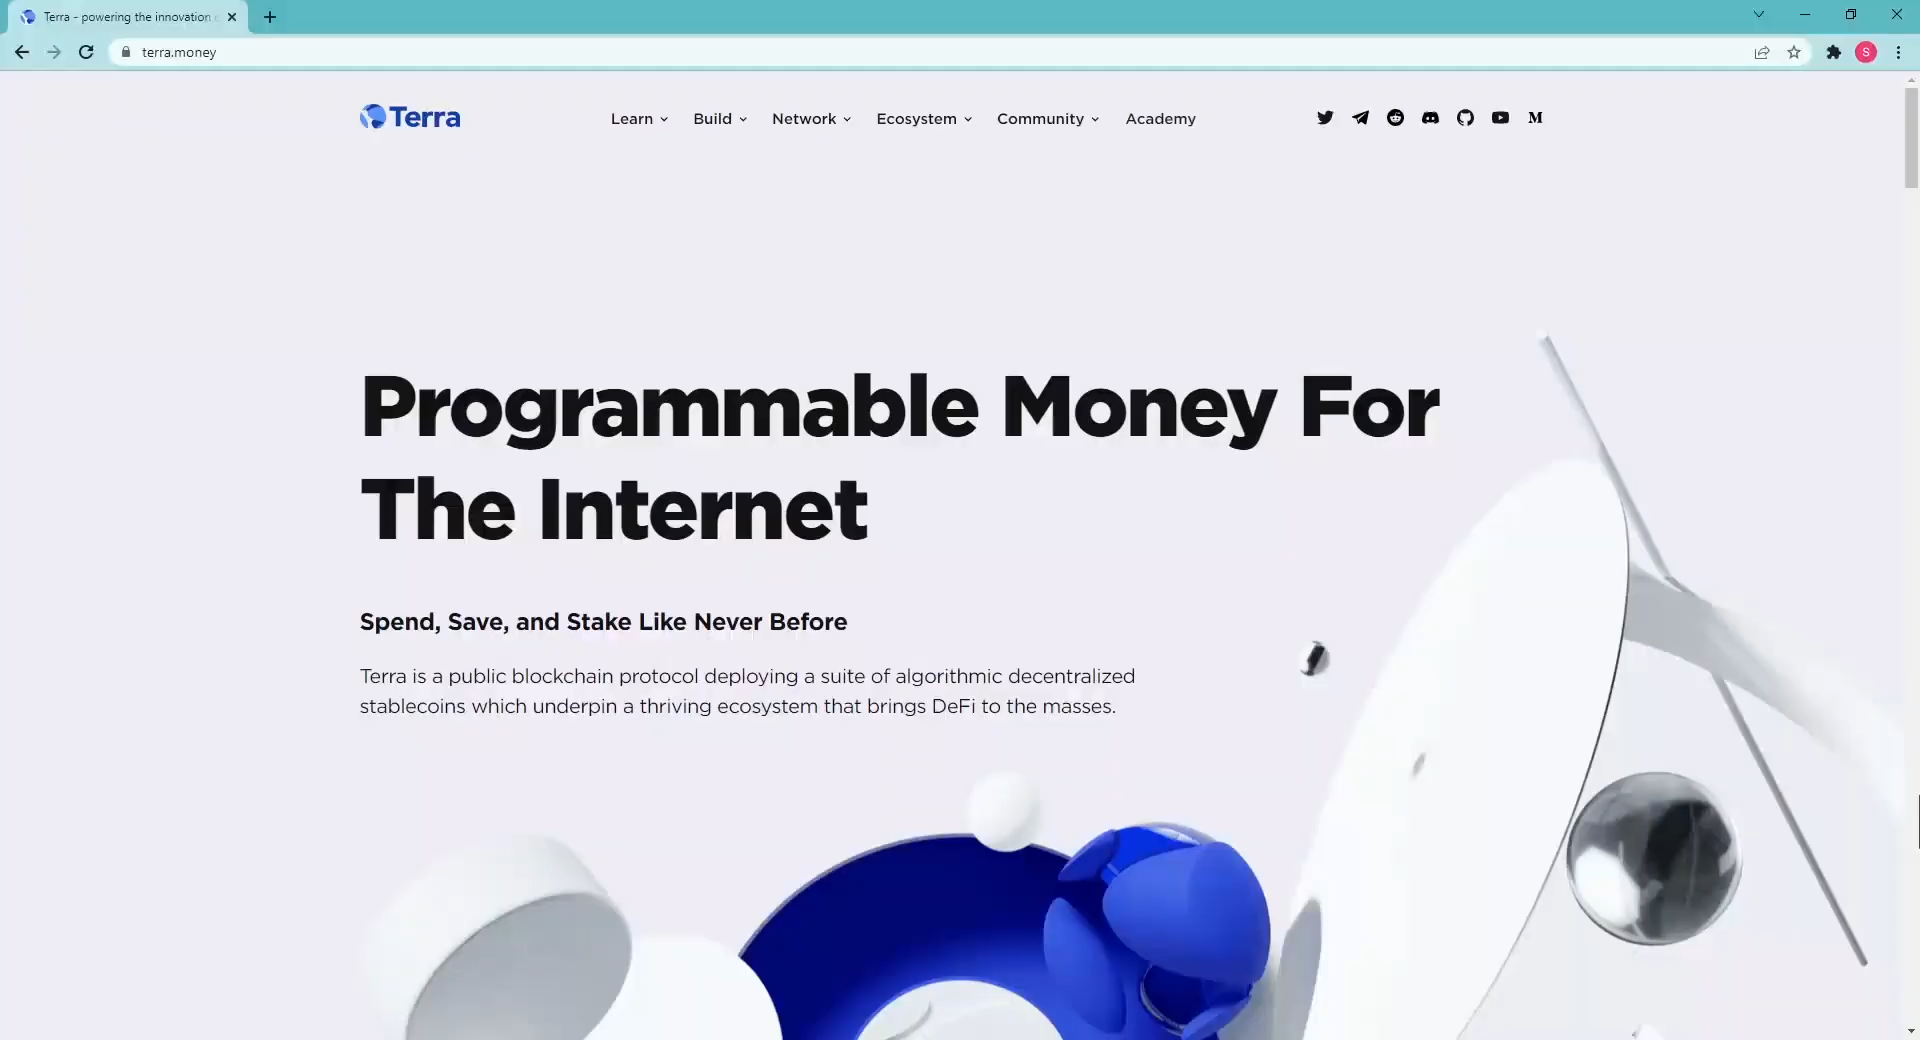 Terra - powering the innovation
terra.money
S
Terra
Learn
Build
Network
Ecosystem
Community
Academy
M
Programmable Money For
The Internet
Spend, Save, and Stake Like Never Before
Terra is a public blockchain protocol deploying a suite of algorithmic decentralized
stablecoins which underpin a thriving ecosystem that brings DeFi to the masses.